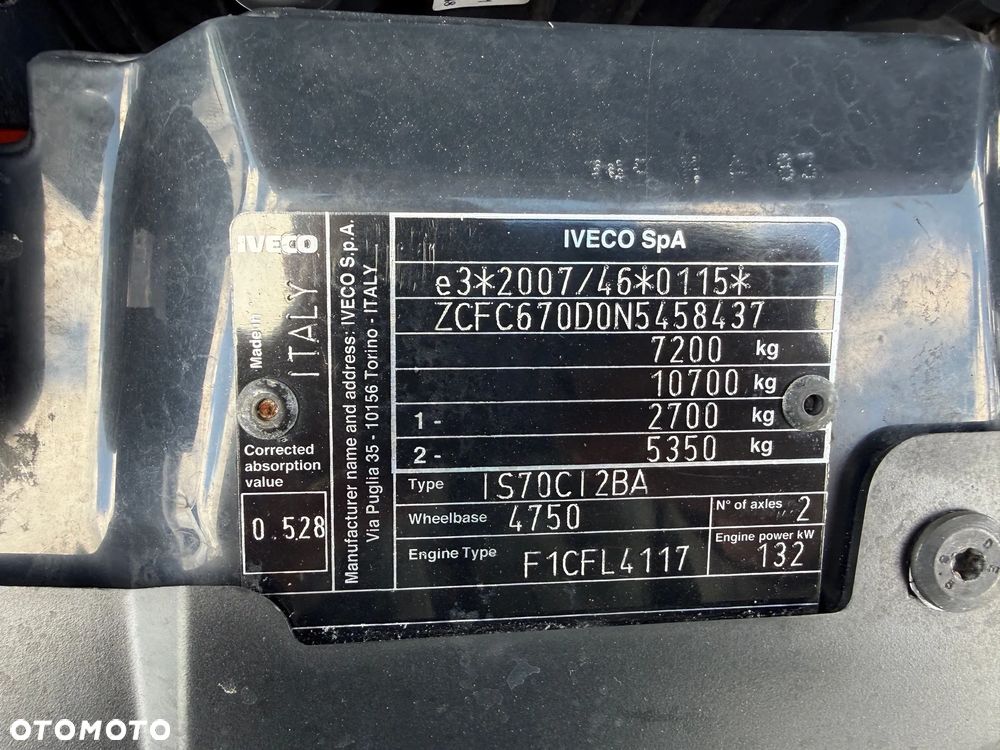 IVECO
Made in
ITALY
Corrected
absorption
value
0.528
Manufacturer name and address: IVECO S.p.A.
Via Puglia 35 - 10156 Torino - ITALY
IVECO SpA
e3*2007/46*0115*
ZCFC670D0N5458437
7200 kg
10700 kg
1- 2700 kg
2- 5350 kg
Type IS70CI2BA
Wheelbase 4750
N° of axles 2
Engine Type F1CFL4117
Engine power kW
132
OTOMOTO